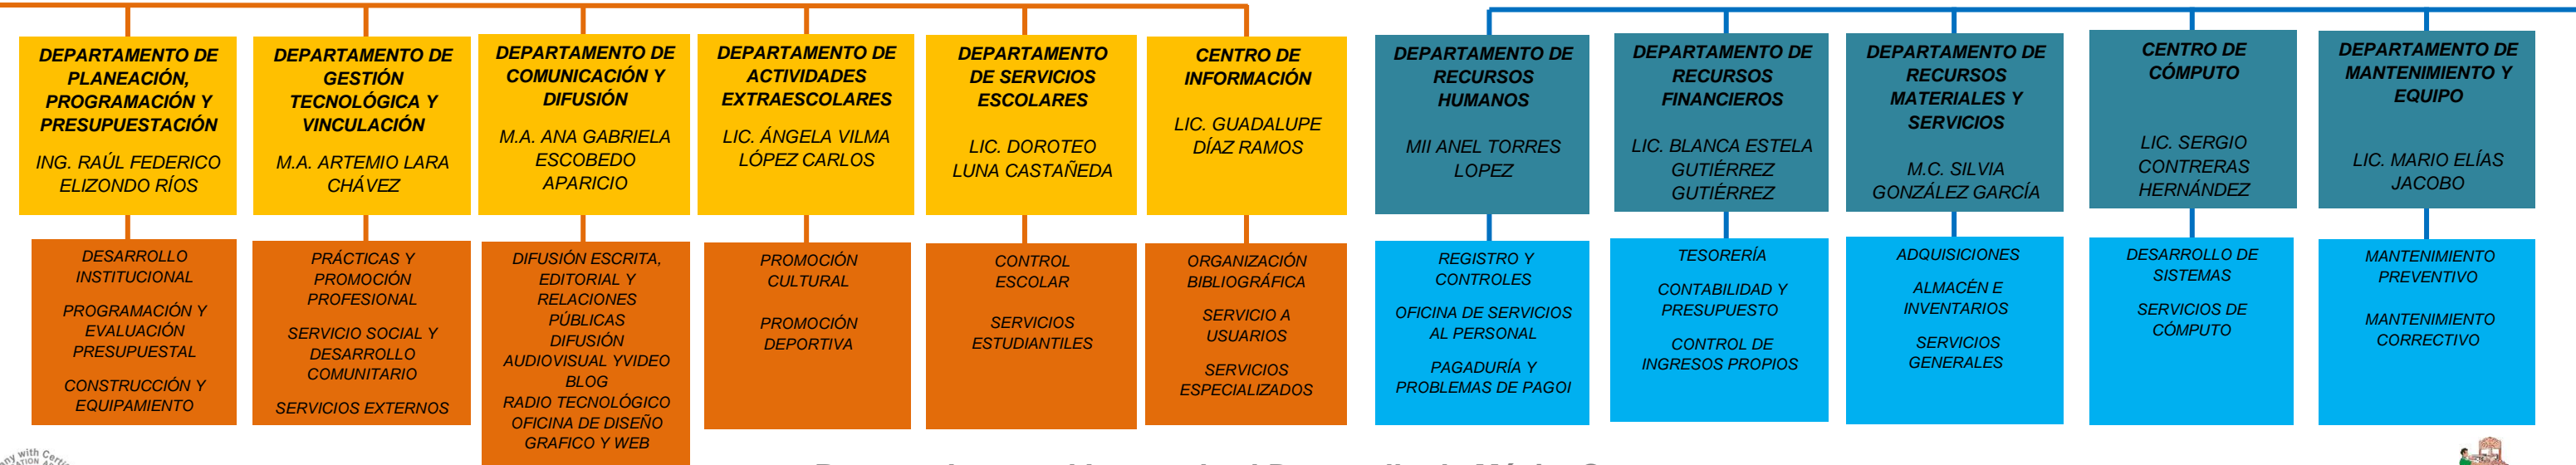 DEPARTAMENTO DE
PLANEACIÓN,
PROGRAMACIÓN Y
PRESUPUESTACIÓN
ING. RAÚL FEDERICO
ELIZONDO RÍOS
DEPARTAMENTO DE
GESTIÓN
TECNOLÓGICA Y
VINCULACIÓN
M.A. ARTEMIO LARA
CHÁVEZ
DEPARTAMENTO DE
COMUNICACIÓN Y
DIFUSIÓN
M.A. ANA GABRIELA
ESCOBEDO
APARICIO
DEPARTAMENTO DE
ACTIVIDADES
EXTRAESCOLARES
LIC. ÁNGELA VILMA
LÓPEZ CARLOS
DEPARTAMENTO
DE SERVICIOS
ESCOLARES
LIC. DOROTEO
LUNA CASTAÑEDA
CENTRO DE
INFORMACIÓN
LIC. GUADALUPE
DÍAZ RAMOS
DEPARTAMENTO DE
RECURSOS
HUMANOS
MII ANEL TORRES
LOPEZ
DEPARTAMENTO DE
RECURSOS
FINANCIEROS
LIC. BLANCA ESTELA
GUTIÉRREZ
GUTIÉRREZ
DEPARTAMENTO DE
RECURSOS
MATERIALES Y
SERVICIOS
M.C. SILVIA
GONZÁLEZ GARCÍA
CENTRO DE
CÓMPUTO
LIC. SERGIO
CONTRERAS
HERNÁNDEZ
DEPARTAMENTO DE
MANTENIMIENTO Y
EQUIPO
LIC. MARIO ELÍAS
JACOBO
DESARROLLO
INSTITUCIONAL
PROGRAMACIÓN Y
EVALUACIÓN
PRESUPUESTAL
CONSTRUCCIÓN Y
EQUIPAMIENTO
PRÁCTICAS Y
PROMOCIÓN
PROFESIONAL
SERVICIO SOCIAL Y
DESARROLLO
COMUNITARIO
SERVICIOS EXTERNOS
DIFUSIÓN ESCRITA,
EDITORIAL Y
RELACIONES
PÚBLICAS
DIFUSIÓN
AUDIOVISUAL YVIDEO
BLOG
RADIO TECNOLÓGICO
OFICINA DE DISEÑO
GRAFICO Y WEB
PROMOCIÓN
CULTURAL
PROMOCIÓN
DEPORTIVA
CONTROL
ESCOLAR
SERVICIOS
ESTUDIANTILES
ORGANIZACIÓN
BIBLIOGRÁFICA
SERVICIO A
USUARIOS
SERVICIOS
ESPECIALIZADOS
REGISTRO Y
CONTROLES
OFICINA DE SERVICIOS
AL PERSONAL
PAGADURÍA Y
PROBLEMAS DE PAGOI
TESORERÍA
CONTABILIDAD Y
PRESUPUESTO
CONTROL DE
INGRESOS PROPIOS
ADQUISICIONES
ALMACÉN E
INVENTARIOS
SERVICIOS
GENERALES
DESARROLLO DE
SISTEMAS
SERVICIOS DE
CÓMPUTO
MANTENIMIENTO
PREVENTIVO
MANTENIMIENTO
CORRECTIVO